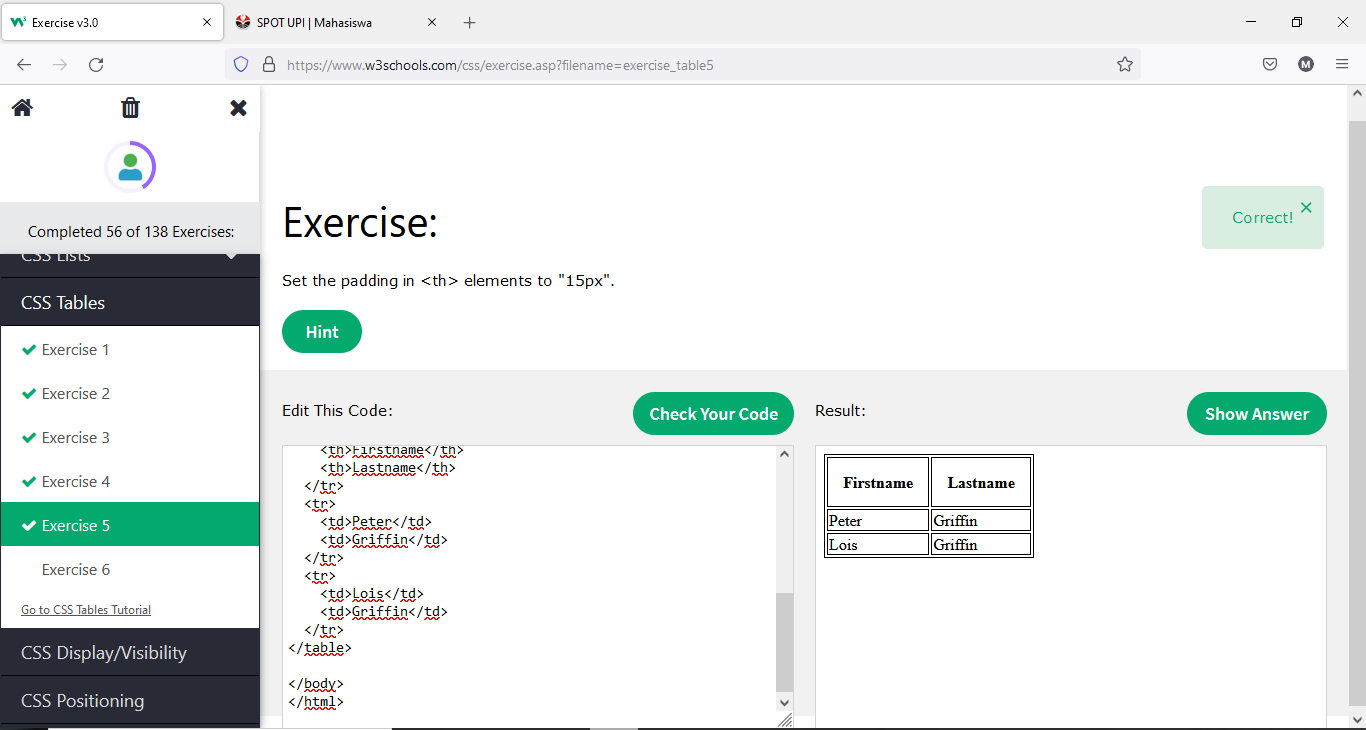 Exercise v3.0
SPOT UPI | Mahasiswa
https://www.w3schools.com/css/exercise.asp?filename=exercise_table5
M
Completed 56 of 138 Exercises:
CSS Lists
CSS Tables
Exercise 1
Exercise 2
Exercise 3
Exercise 4
Exercise 5
Exercise 6
Go to CSS Tables Tutorial
CSS Display/Visibility
CSS Positioning
Exercise:
Correct!
Set the padding in <th> elements to "15px".
Hint
Edit This Code:
Check Your Code
<th>Firstname</th>
<th>Lastname</th>
</tr>
<tr>
<td>Peter</td>
<td>Griffin</td>
</tr>
<tr>
<td>Lois</td>
<td>Griffin</td>
</tr>
</table>
</body>
</html>
Result:
Show Answer
Firstname Lastname
Peter Griffin
Lois Griffin